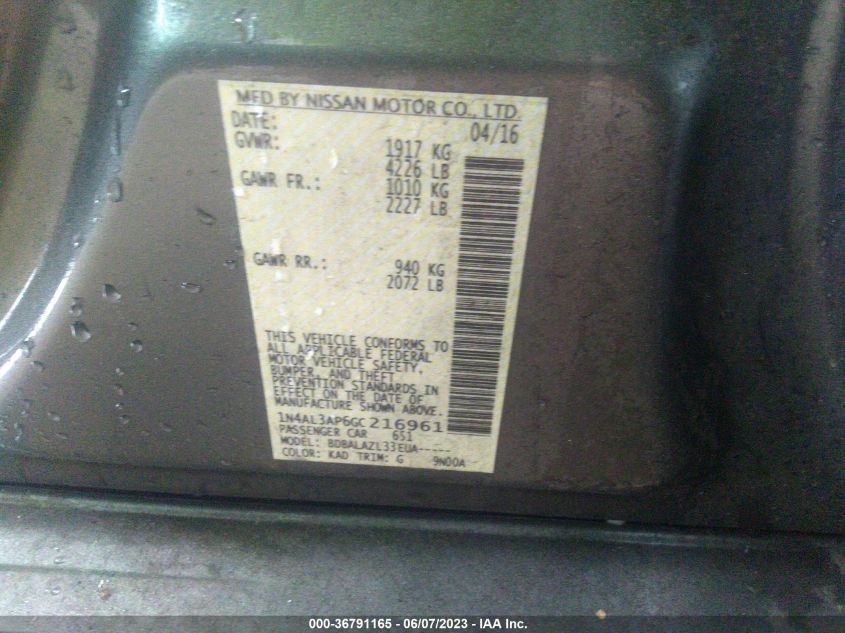 MFD BY NISSAN MOTOR CO., LTD.
DATE: 04/16
GVWR: 1917 KG
4226 LB
GAWR FR.: 1010 KG
2227 LB
GAWR RR.: 940 KG
2072 LB
THIS VEHICLE CONFORMS TO
ALL APPLICABLE FEDERAL
MOTOR VEHICLE SAFETY,
BUMPER, AND THEFT
PREVENTION STANDARDS IN
EFFECT ON THE DATE OF
MANUFACTURE SHOWN ABOVE.
1N4AL3AP6GC216961
PASSENGER CAR 651
MODEL: BDBALAZL33EUA-----
COLOR: KAD TRIM: G 9N00A
000-36791165 - 06/07/2023 - IAA Inc.